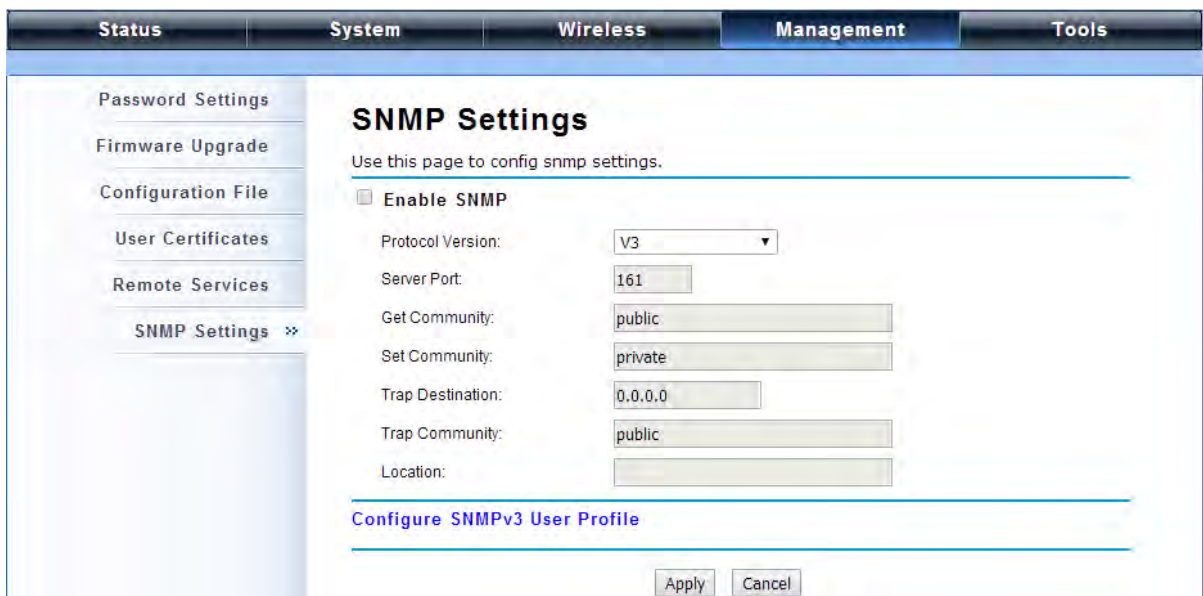 Status System Wireless Management Tools
Password Settings
Firmware Upgrade
Configuration File
User Certificates
Remote Services
SNMP Settings »
SNMP Settings
Use this page to config snmp settings.
Enable SNMP
Protocol Version: V3
Server Port: 161
Get Community: public
Set Community: private
Trap Destination: 0.0.0.0
Trap Community: public
Location:
Configure SNMPv3 User Profile
Apply Cancel